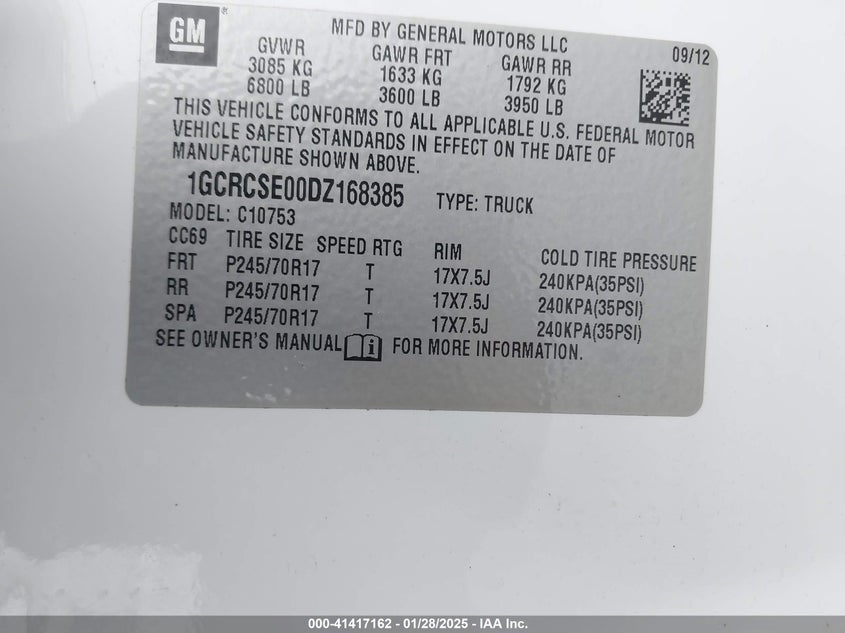 GM
MFD BY GENERAL MOTORS LLC
GVWR GAWR FRT GAWR RR 09/12
3085 KG 1633 KG 1792 KG
6800 LB 3600 LB 3950 LB
THIS VEHICLE CONFORMS TO ALL APPLICABLE U.S. FEDERAL MOTOR
VEHICLE SAFETY STANDARDS IN EFFECT ON THE DATE OF
MANUFACTURE SHOWN ABOVE.
1GCRCSE00DZ168385 TYPE: TRUCK
MODEL: C10753
CC69 TIRE SIZE SPEED RTG RIM COLD TIRE PRESSURE
FRT P245/70R17 T 17X7.5J 240KPA(35PSI)
RR P245/70R17 T 17X7.5J 240KPA(35PSI)
SPA P245/70R17 T 17X7.5J 240KPA(35PSI)
SEE OWNER'S MANUAL i FOR MORE INFORMATION.
000-41417162 - 01/28/2025 - IAAI.com.